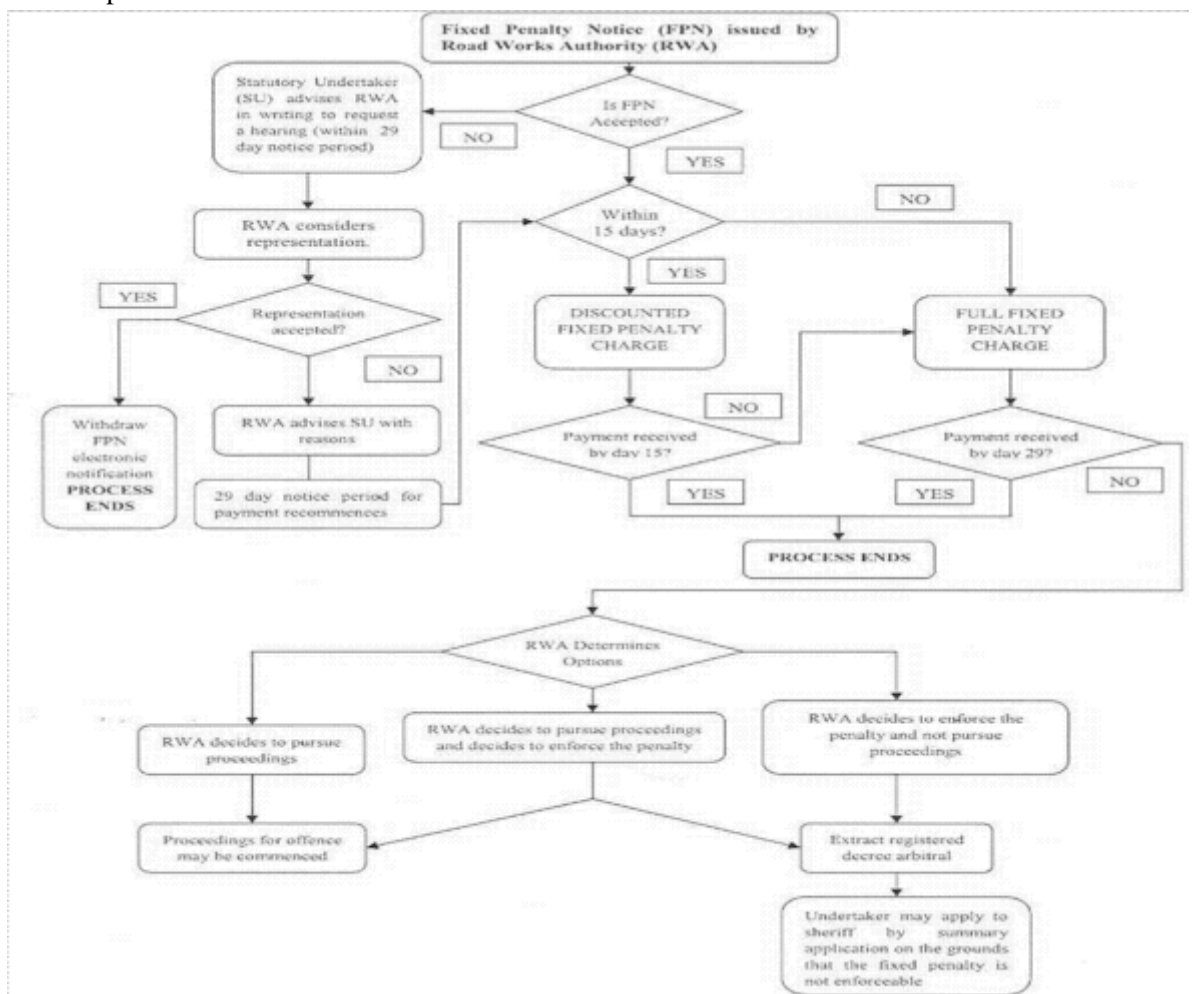 Fixed Penalty Notice (FPN) issued by
Road Works Authority (RWA)
Statutory Undertaker
(SU) advises RWA
in writing to request
a hearing (within 29
day notice period)
Is FPN
Accepted?
NO
YES
RWA considers
representation.
Within
15 days?
NO
YES
YES
Representation
accepted?
NO
DISCOUNTED
FIXED PENALTY
CHARGE
FULL FIXED
PENALTY
CHARGE
Withdraw
FPN
electronic
notification
PROCESS
ENDS
RWA advises SU with
reasons
29 day notice period for
payment recommences
NO
Payment received
by day 15?
Payment received
by day 29?
YES
YES
NO
PROCESS ENDS
RWA Determines
Options
RWA decides to pursue
proceedings
RWA decides to pursue proceedings
and decides to enforce the penalty
RWA decides to enforce the
penalty and not pursue
proceedings
Proceedings for offence
may be commenced
Extract registered
decree arbitral
Undertaker may apply to
sheriff by summary
application on the grounds
that the fixed penalty is
not enforceable